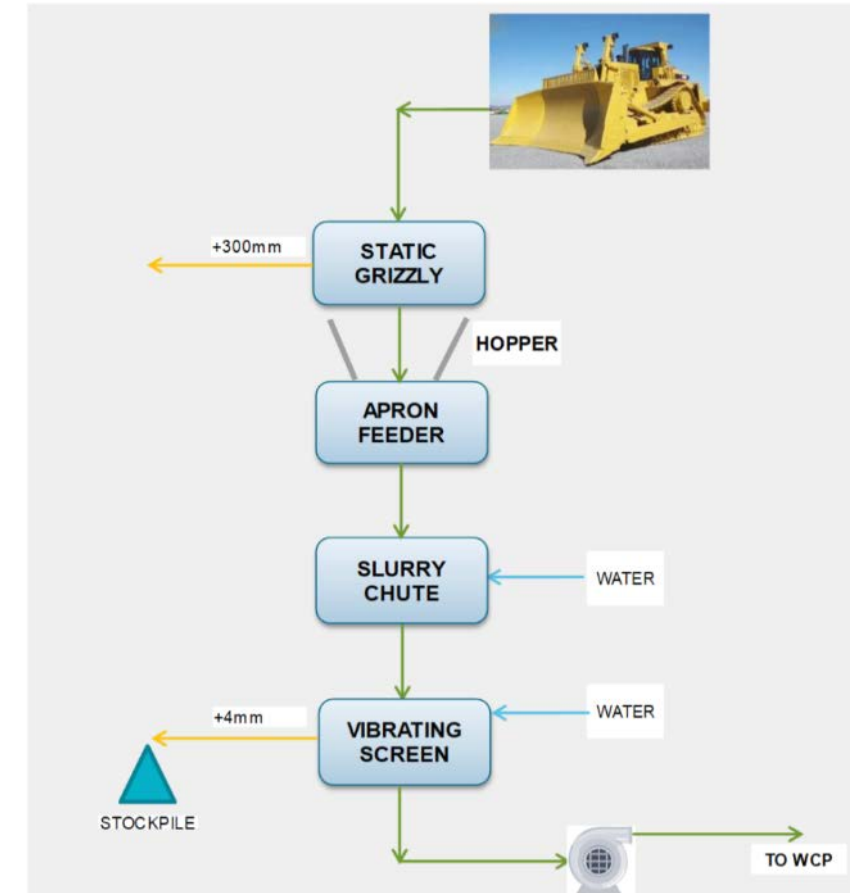 +300mm
STATIC
GRIZZLY
HOPPER
APRON
FEEDER
SLURRY
CHUTE
WATER
+4mm
WATER
VIBRATING
SCREEN
STOCKPILE
TO WCP